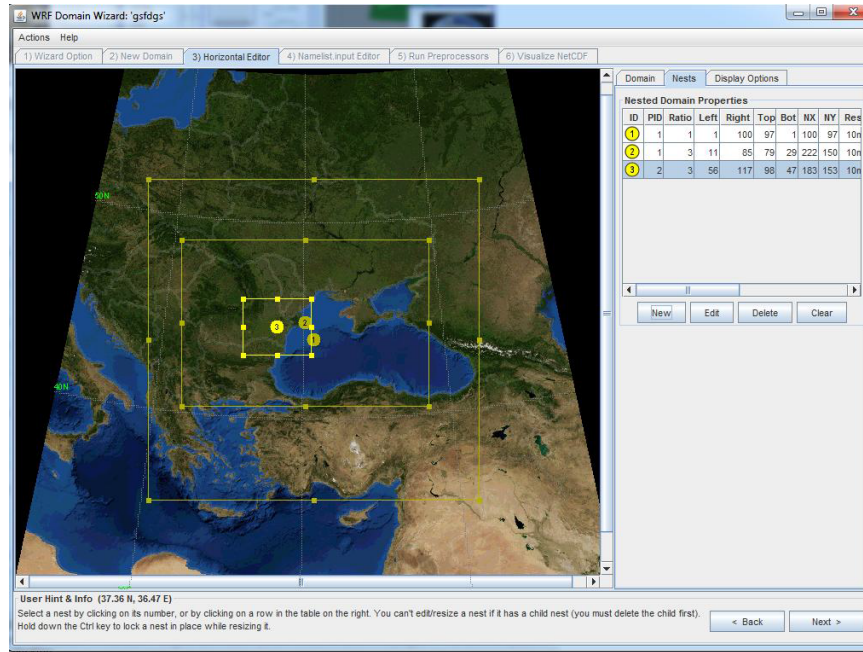 WRF Domain Wizard: 'gsfdgs'
Actions Help
1) Wizard Option 2) New Domain 3) Horizontal Editor 4) Namelist.input Editor 5) Run Preprocessors 6) Visualize NetCDF
Domain Nests Display Options
Nested Domain Properties
ID PID Ratio Left Right Top Bot NX NY Res
1 1 1 1 100 97 1 100 97 10m
2 1 3 11 85 79 29 222 150 10m
3 2 3 56 117 98 47 183 153 10m
New Edit Delete Clear
50N
1
3 2
1
40N
User Hint & Info (37.36 N, 36.47 E)
Select a nest by clicking on its number, or by clicking on a row in the table on the right. You can't edit/resize a nest if it has a child nest (you must delete the child first).
Hold down the Ctrl key to lock a nest in place while resizing it.
< Back Next >